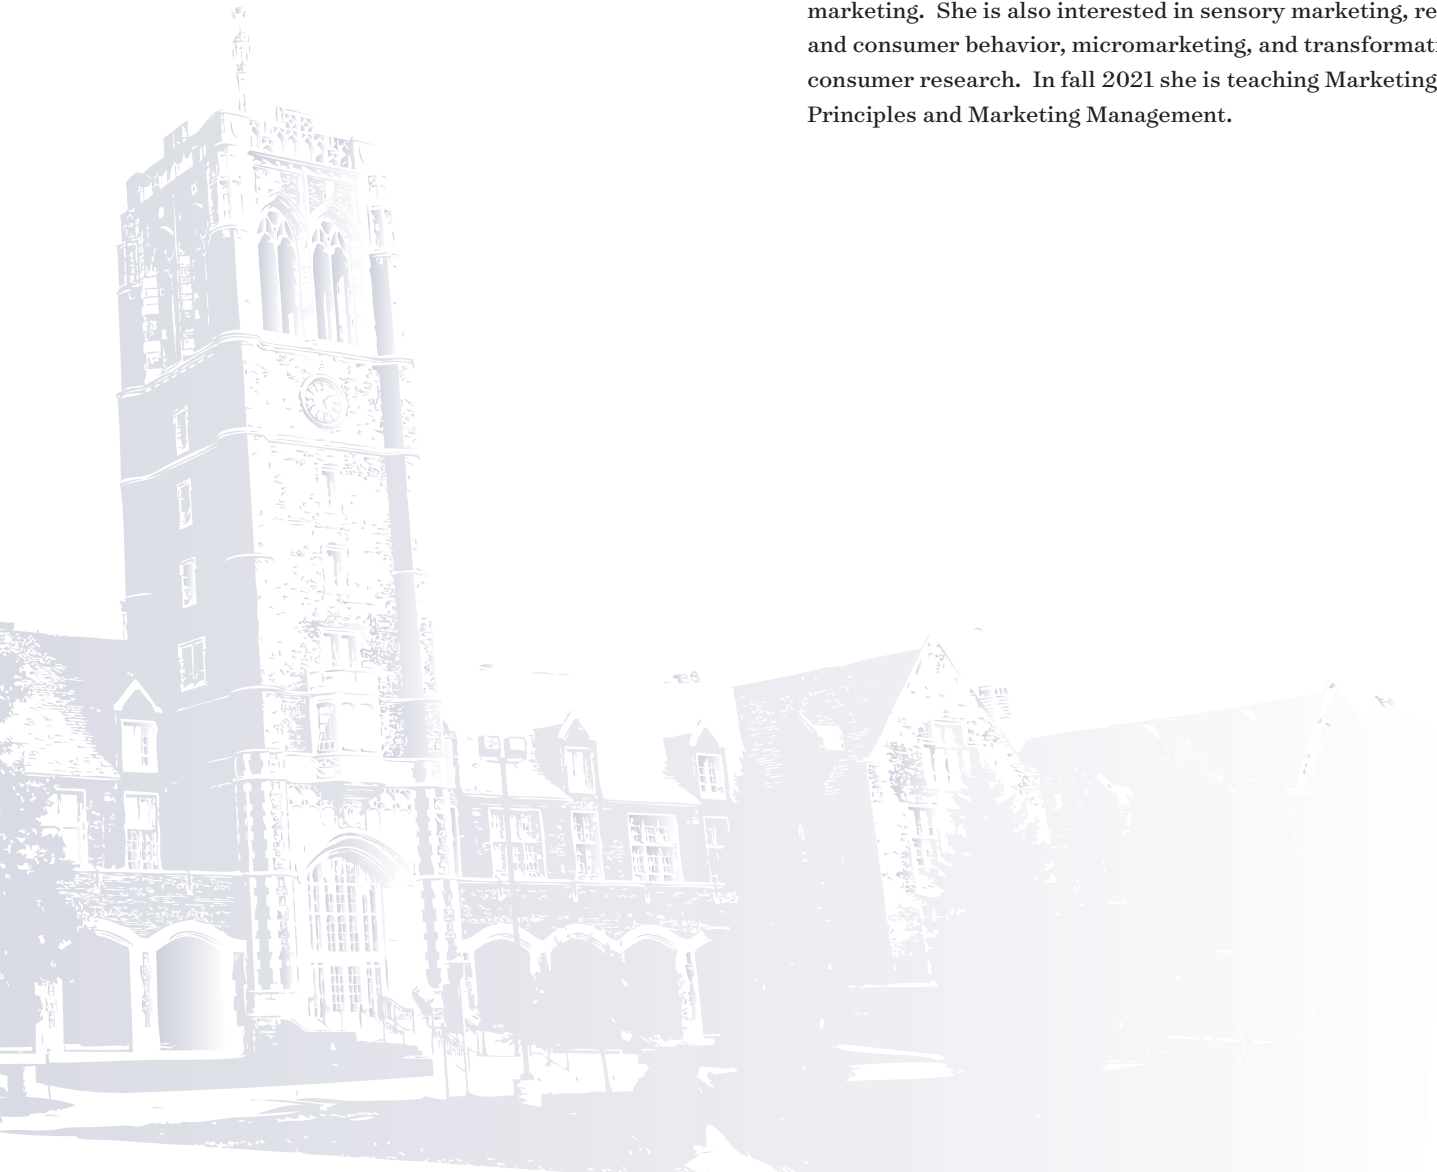 marketing.  She is also interested in sensory marketing,
and consumer behavior, micromarketing, and
consumer research.  In fall 2021 she is teaching Marketing
Principles and Marketing Management.